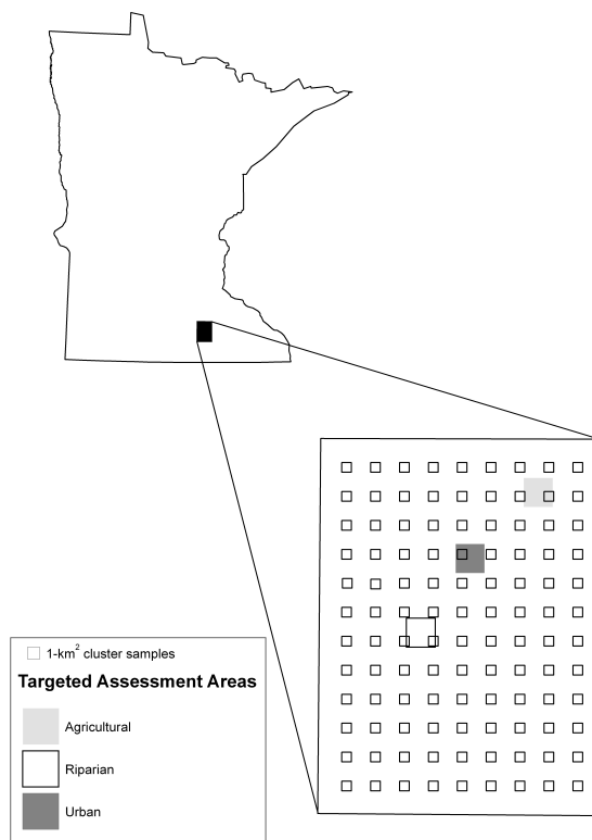 1-km² cluster samples
Targeted Assessment Areas
Agricultural
Riparian
Urban